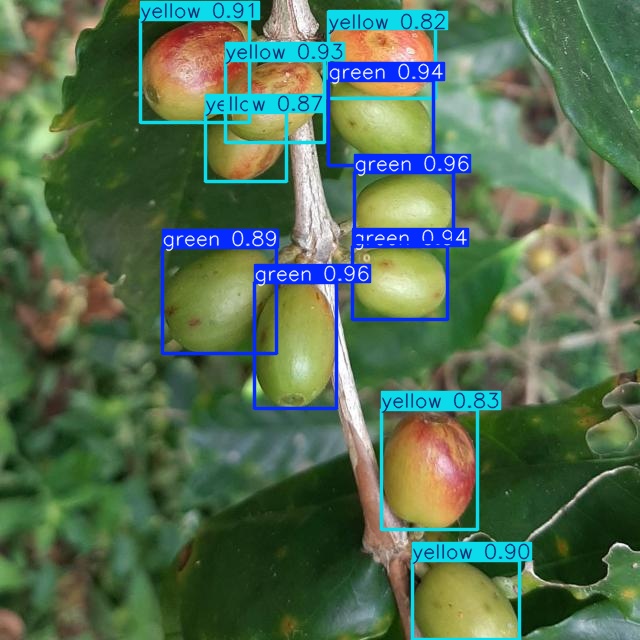 yellow 0.91
yellow 0.82
yellow 0.93
green 0.94
yellow 0.87
green 0.96
green 0.94
green 0.89
green 0.96
yellow 0.83
yellow 0.90